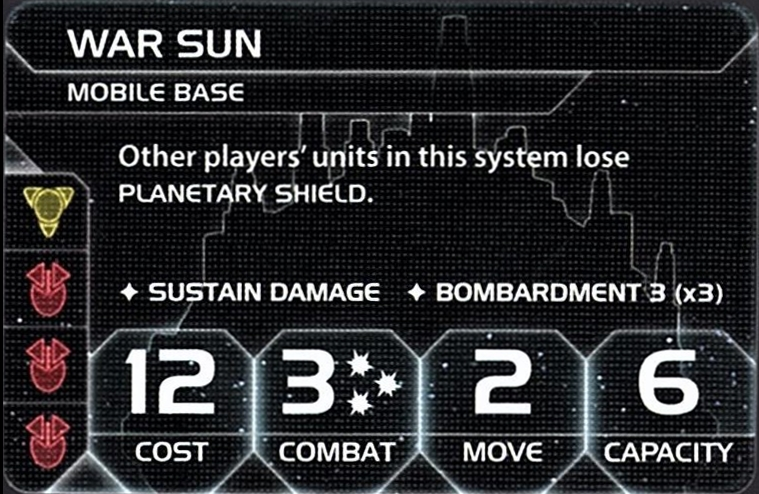 WAR SUN
MOBILE BASE
Other players' units in this system lose
PLANETARY SHIELD.
✦ SUSTAIN DAMAGE ✦ BOMBARDMENT 3 (x3)
12 3 2 6
COST COMBAT MOVE CAPACITY